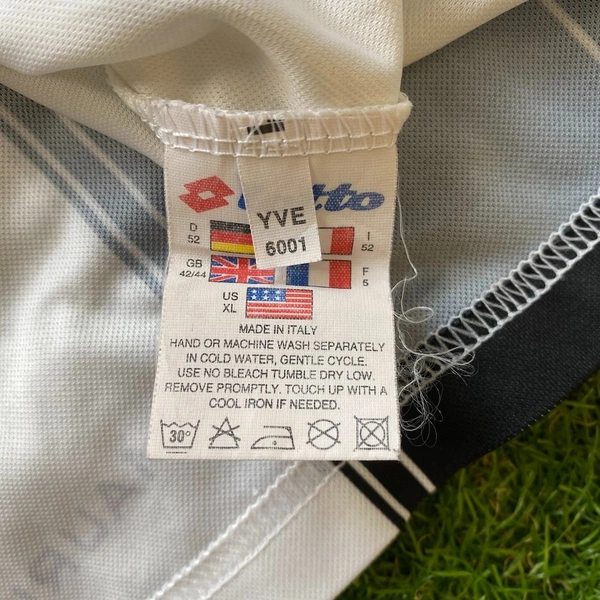 YVE
6001
D
52
I
52
GB
42/44
F
5
US
XL
MADE IN ITALY
HAND OR MACHINE WASH SEPARATELY
IN COLD WATER, GENTLE CYCLE.
USE NO BLEACH TUMBLE DRY LOW.
REMOVE PROMPTLY. TOUCH UP WITH A
COOL IRON IF NEEDED.
30°